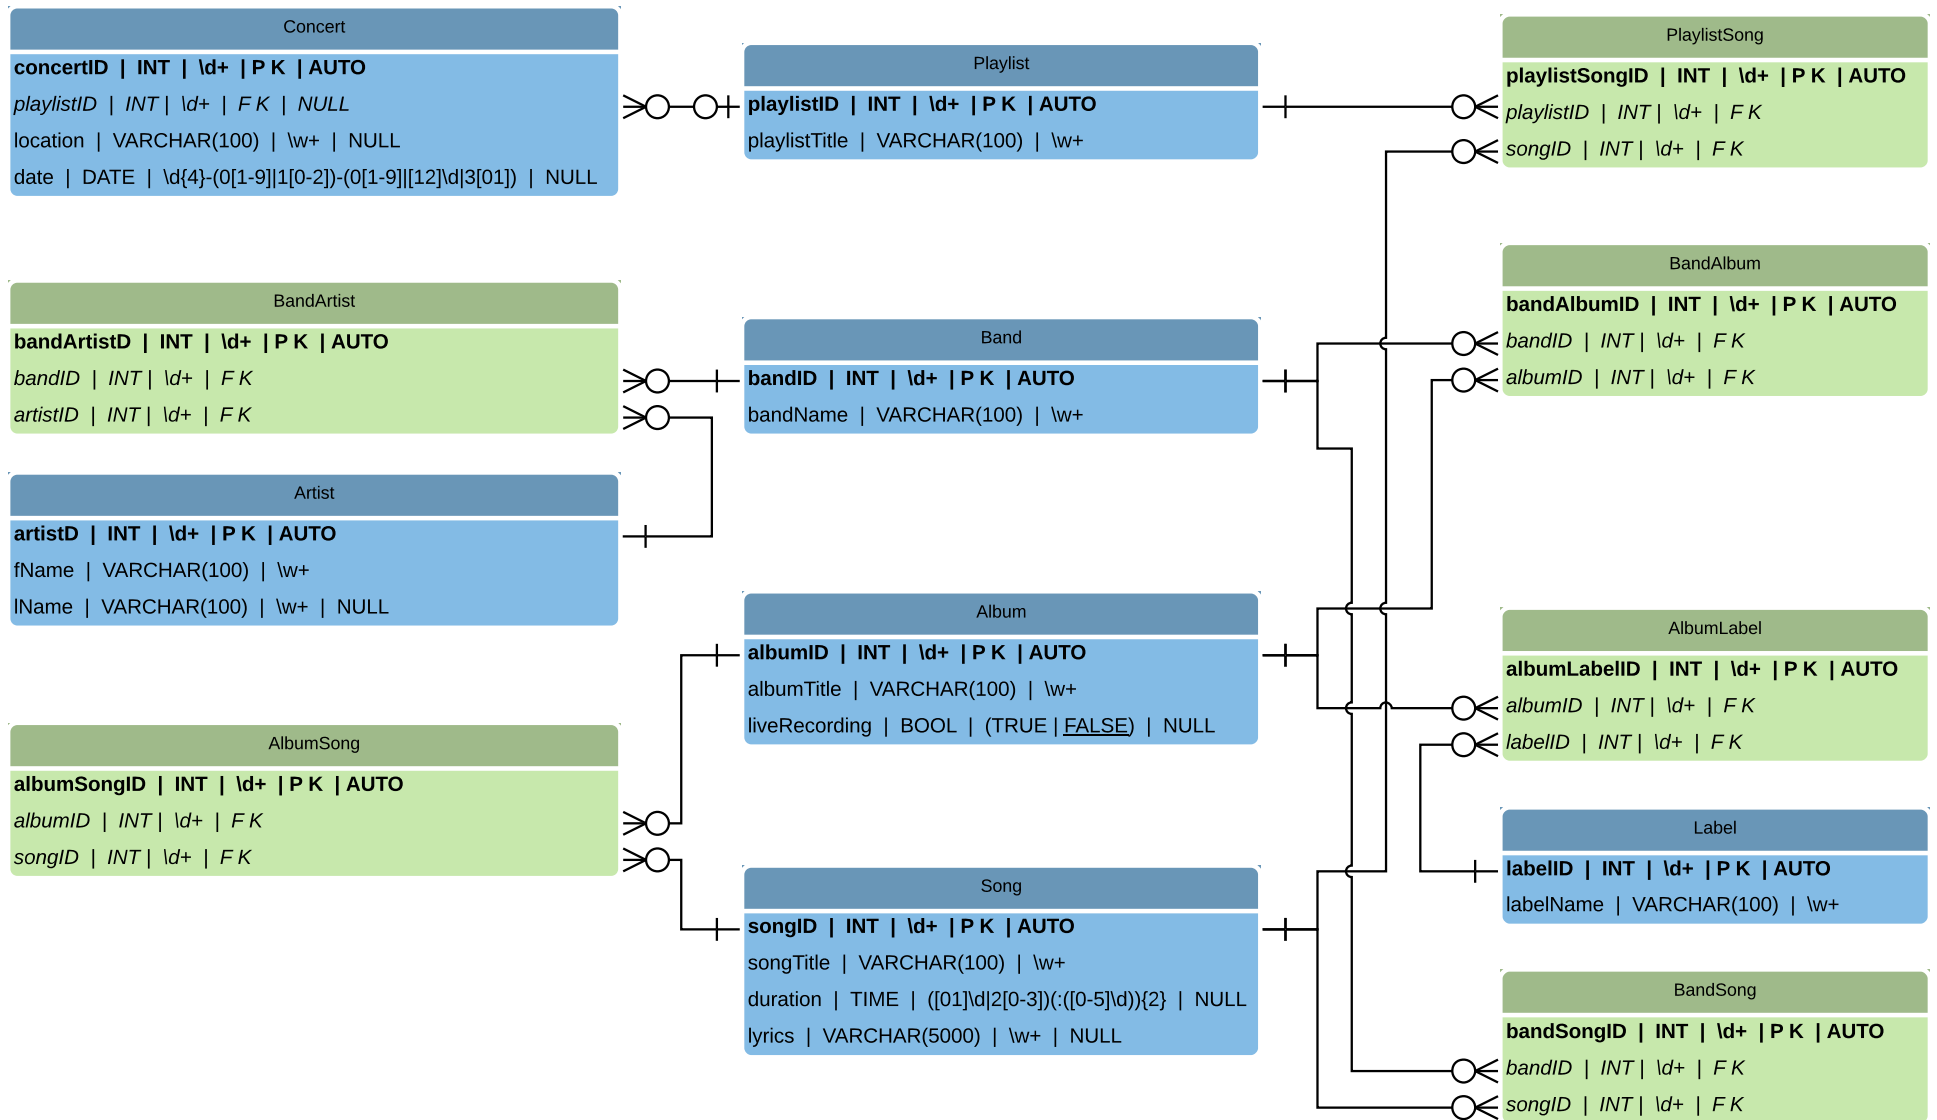 Concert
concertID | INT | \d+ | P K | AUTO
playlistID | INT | \d+ | F K | NULL
location | VARCHAR(100) | \w+ | NULL
date | DATE | \d{4}-(0[1-9]|1[0-2])-(0[1-9]|[12]\d|3[01]) | NULL
Playlist
playlistID | INT | \d+ | P K | AUTO
playlistTitle | VARCHAR(100) | \w+
PlaylistSong
playlistSongID | INT | \d+ | P K | AUTO
playlistID | INT | \d+ | F K
songID | INT | \d+ | F K
BandArtist
bandArtistD | INT | \d+ | P K | AUTO
bandID | INT | \d+ | F K
artistID | INT | \d+ | F K
Band
bandID | INT | \d+ | P K | AUTO
bandName | VARCHAR(100) | \w+
BandAlbum
bandAlbumID | INT | \d+ | P K | AUTO
bandID | INT | \d+ | F K
albumID | INT | \d+ | F K
Artist
artistD | INT | \d+ | P K | AUTO
fName | VARCHAR(100) | \w+
lName | VARCHAR(100) | \w+ | NULL
Album
albumID | INT | \d+ | P K | AUTO
albumTitle | VARCHAR(100) | \w+
liveRecording | BOOL | (TRUE | FALSE) | NULL
AlbumLabel
albumLabelID | INT | \d+ | P K | AUTO
albumID | INT | \d+ | F K
labelID | INT | \d+ | F K
AlbumSong
albumSongID | INT | \d+ | P K | AUTO
albumID | INT | \d+ | F K
songID | INT | \d+ | F K
Song
songID | INT | \d+ | P K | AUTO
songTitle | VARCHAR(100) | \w+
duration | TIME | ([01]\d|2[0-3])(:([0-5]\d)){2} | NULL
lyrics | VARCHAR(5000) | \w+ | NULL
Label
labelID | INT | \d+ | P K | AUTO
labelName | VARCHAR(100) | \w+
BandSong
bandSongID | INT | \d+ | P K | AUTO
bandID | INT | \d+ | F K
songID | INT | \d+ | F K